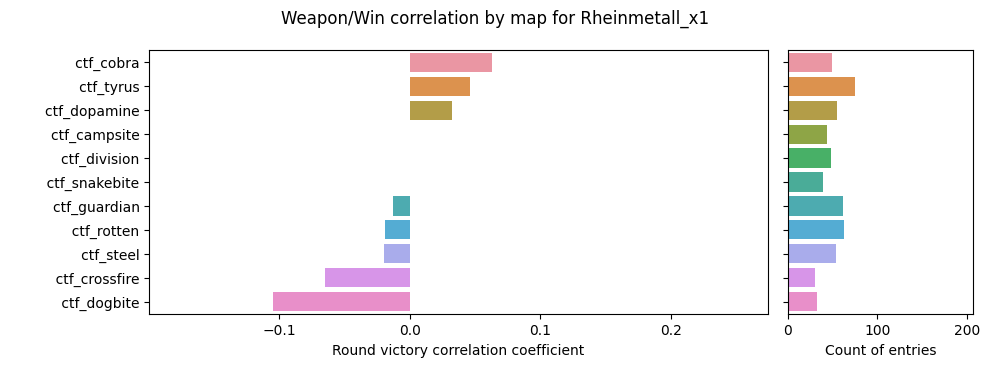 Weapon/Win correlation by map for Rheinmetall_x1
ctf_cobra
ctf_tyrus
ctf_dopamine
ctf_campsite
ctf_division
ctf_snakebite
ctf_guardian
ctf_rotten
ctf_steel
ctf_crossfire
ctf_dogbite
−0.1 0.0 0.1 0.2
Round victory correlation coefficient
0 100 200
Count of entries